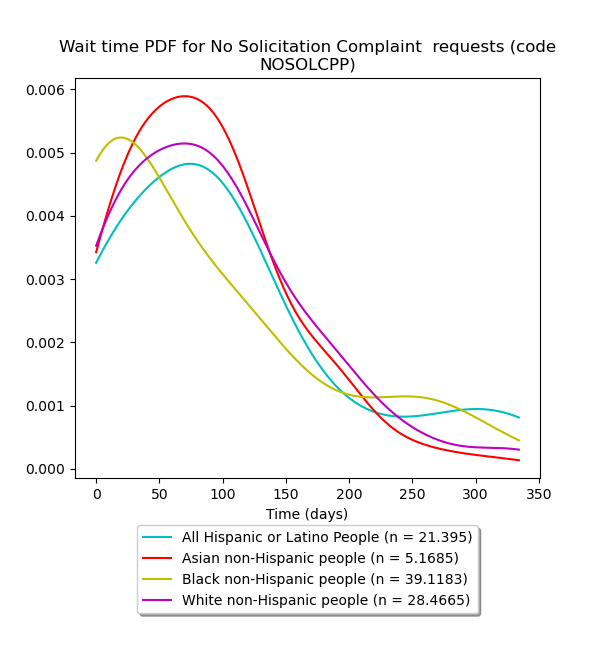 Wait time PDF for No Solicitation Complaint  requests (code
NOSOLCPP)
0.006
0.005
0.004
0.003
0.002
0.001
0.000
0 50 100 150 200 250 300 350
Time (days)
All Hispanic or Latino People (n = 21.395)
Asian non-Hispanic people (n = 5.1685)
Black non-Hispanic people (n = 39.1183)
White non-Hispanic people (n = 28.4665)